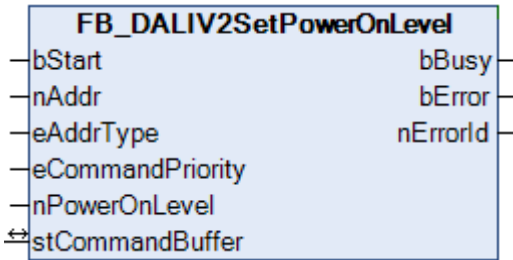 FB_DALIV2SetPowerOnLevel
bStart bBusy
nAddr bError
eAddrType nErrorId
eCommandPriority
nPowerOnLevel
stCommandBuffer